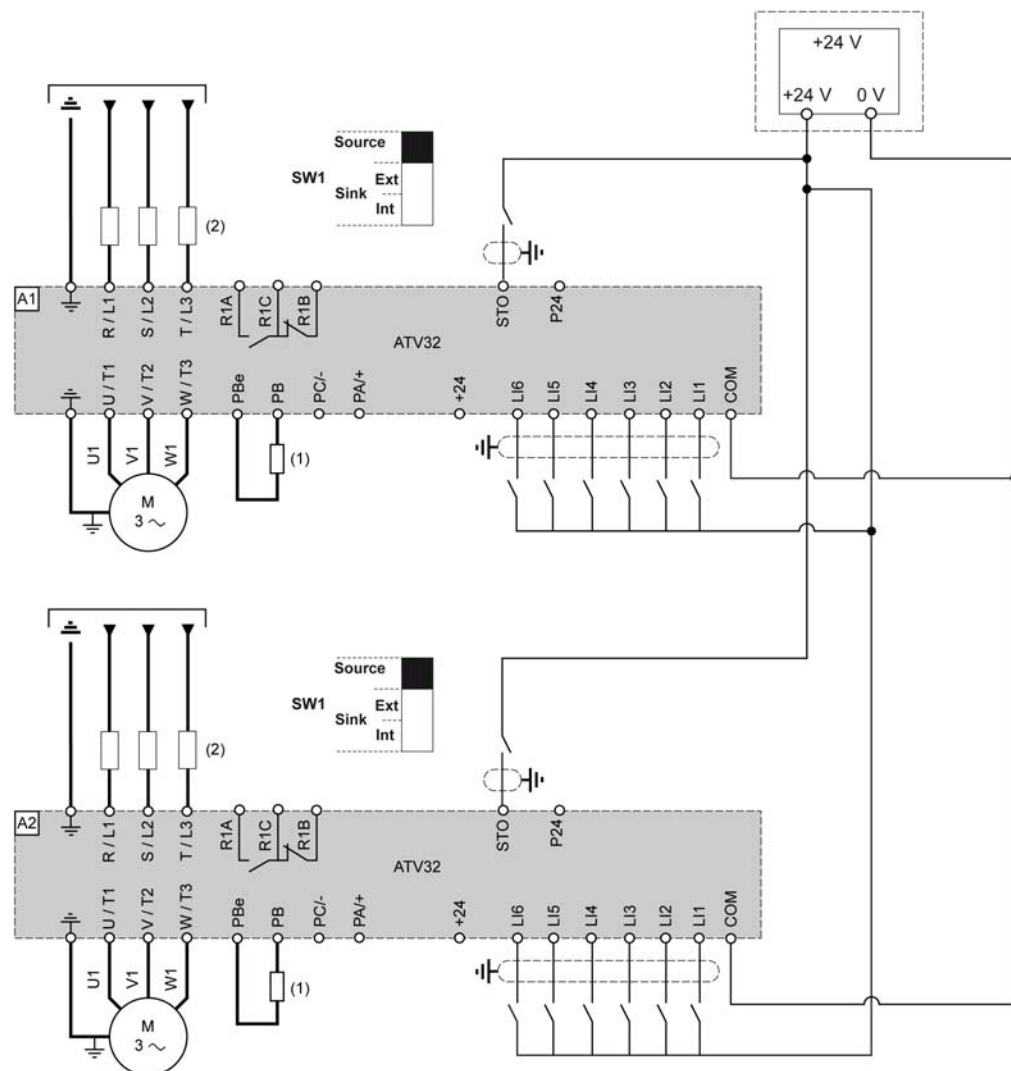 +24 V
+24 V 0 V
Source
SW1 Sink Ext
Int
(2)
A1
R / L1 S / L2 T / L3 R1A R1C R1B STO P24
ATV32
U / T1 V / T2 W / T3 PBe PB PC/- PA/+ +24 LI6 LI5 LI4 LI3 LI2 LI1 COM
U1 V1 W1
(1)
M
3 ~
Source
SW1 Sink Ext
Int
(2)
A2
R / L1 S / L2 T / L3 R1A R1C R1B STO P24
ATV32
U / T1 V / T2 W / T3 PBe PB PC/- PA/+ +24 LI6 LI5 LI4 LI3 LI2 LI1 COM
U1 V1 W1
(1)
M
3 ~